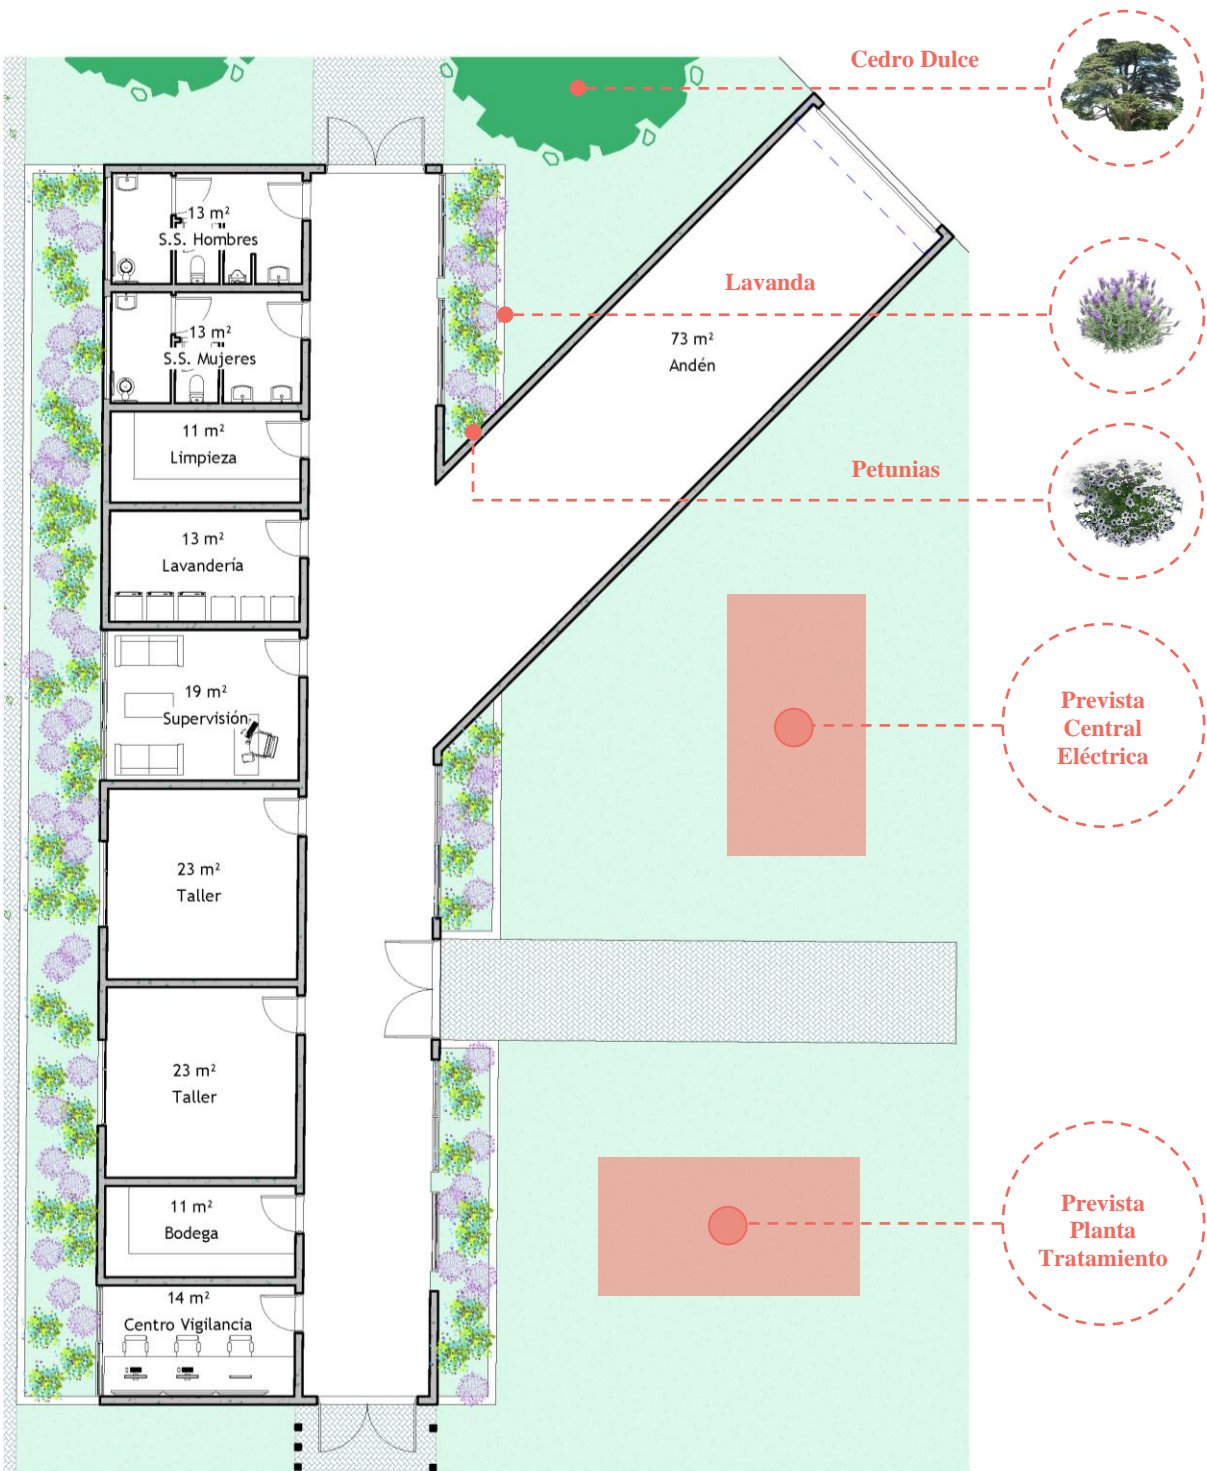 Cedro Dulce
13 m²
S.S. Hombres
Lavanda
13 m²
S.S. Mujeres
73 m²
Andén
11 m²
Limpieza
Petunias
13 m²
Lavandería
19 m²
Supervisión
Prevista
Central
Eléctrica
23 m²
Taller
23 m²
Taller
11 m²
Bodega
Prevista
Planta
Tratamiento
14 m²
Centro Vigilancia